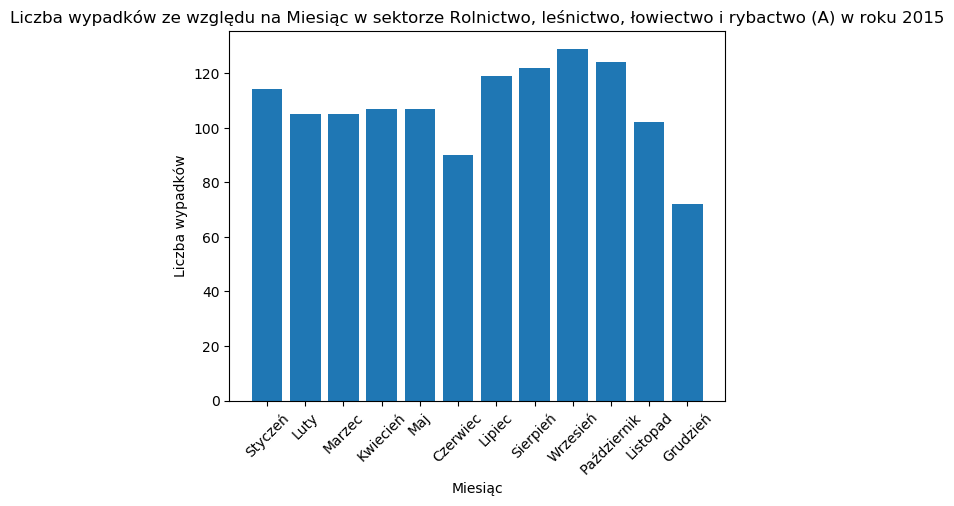 Liczba wypadków ze względu na Miesiąc w sektorze Rolnictwo, leśnictwo, łowiectwo i rybactwo (A) w roku 2015
120
100
80
60
40
20
0
Liczba wypadków
Styczeń
Luty
Marzec
Kwiecień
Maj
Czerwiec
Lipiec
Sierpień
Wrzesień
Październik
Listopad
Grudzień
Miesiąc